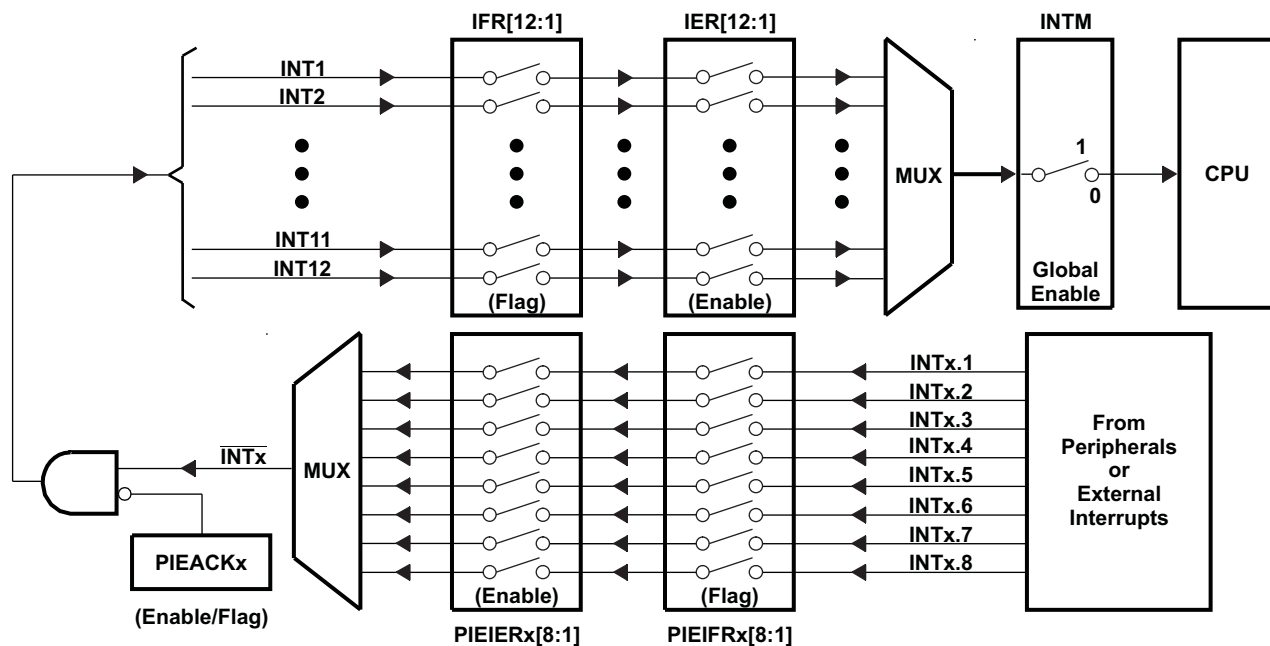 IFR[12:1]
IER[12:1]
INTM
INT1
INT2
INT11
INT12
(Flag)
(Enable)
MUX
1
0
Global
Enable
CPU
INTx
MUX
PIEACKx
(Enable/Flag)
(Enable)
PIEIERx[8:1]
(Flag)
PIEIFRx[8:1]
INTx.1
INTx.2
INTx.3
INTx.4
INTx.5
INTx.6
INTx.7
INTx.8
From
Peripherals
or
External
Interrupts